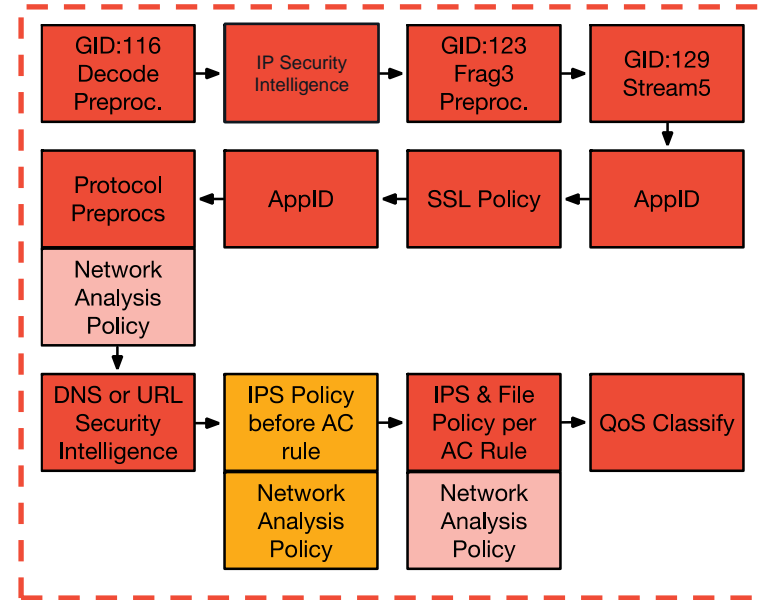 GID:116
Decode
Preproc.
IP Security
Intelligence
GID:123
Frag3
Preproc.
GID:129
Stream5
Protocol
Preprocs
AppID
SSL Policy
AppID
Network
Analysis
Policy
DNS or URL
Security
Intelligence
IPS Policy
before AC
rule
IPS & File
Policy per
AC Rule
QoS Classify
Network
Analysis
Policy
Network
Analysis
Policy